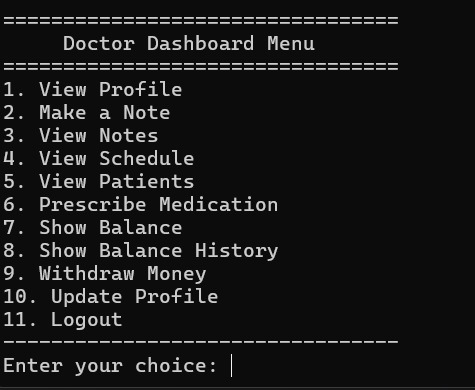 =================================
Doctor Dashboard Menu
=================================
1. View Profile
2. Make a Note
3. View Notes
4. View Schedule
5. View Patients
6. Prescribe Medication
7. Show Balance
8. Show Balance History
9. Withdraw Money
10. Update Profile
11. Logout
---------------------------------
Enter your choice: